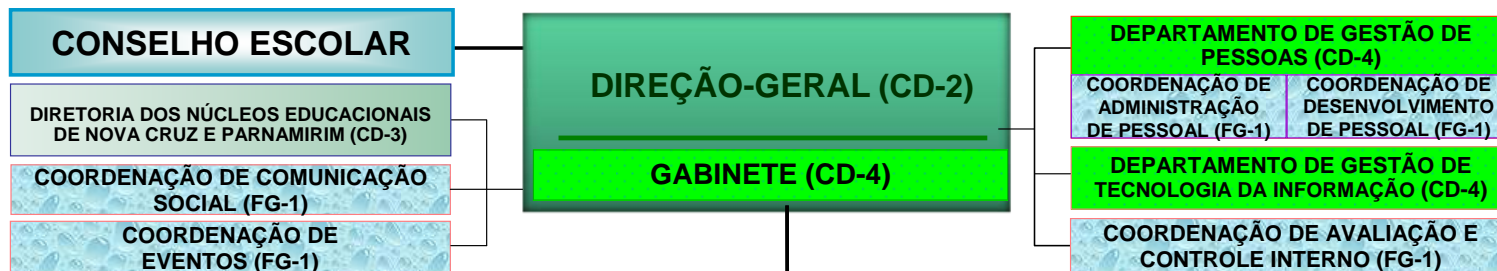 CONSELHO ESCOLAR
DIRETORIA DOS NÚCLEOS EDUCACIONAIS
DE NOVA CRUZ E PARNAMIRIM (CD-3)
COORDENAÇÃO DE COMUNICAÇÃO
SOCIAL (FG-1)
COORDENAÇÃO DE
EVENTOS (FG-1)
DIREÇÃO-GERAL (CD-2)
GABINETE (CD-4)
DEPARTAMENTO DE GESTÃO DE
PESSOAS (CD-4)
COORDENAÇÃO DE
ADMINISTRAÇÃO
DE PESSOAL (FG-1)
COORDENAÇÃO DE
DESENVOLVIMENTO
DE PESSOAL (FG-1)
DEPARTAMENTO DE GESTÃO DE
TECNOLOGIA DA INFORMAÇÃO (CD-4)
COORDENAÇÃO DE AVALIAÇÃO E
CONTROLE INTERNO (FG-1)